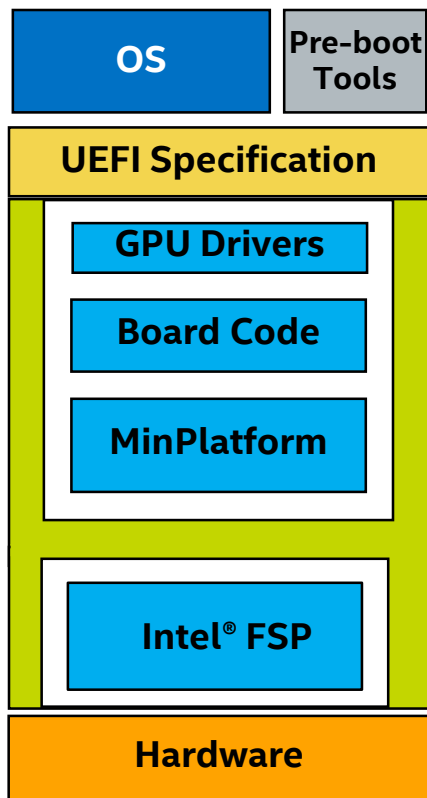 OS
Pre-boot
Tools
UEFI Specification
GPU Drivers
Board Code
MinPlatform
Intel® FSP
Hardware